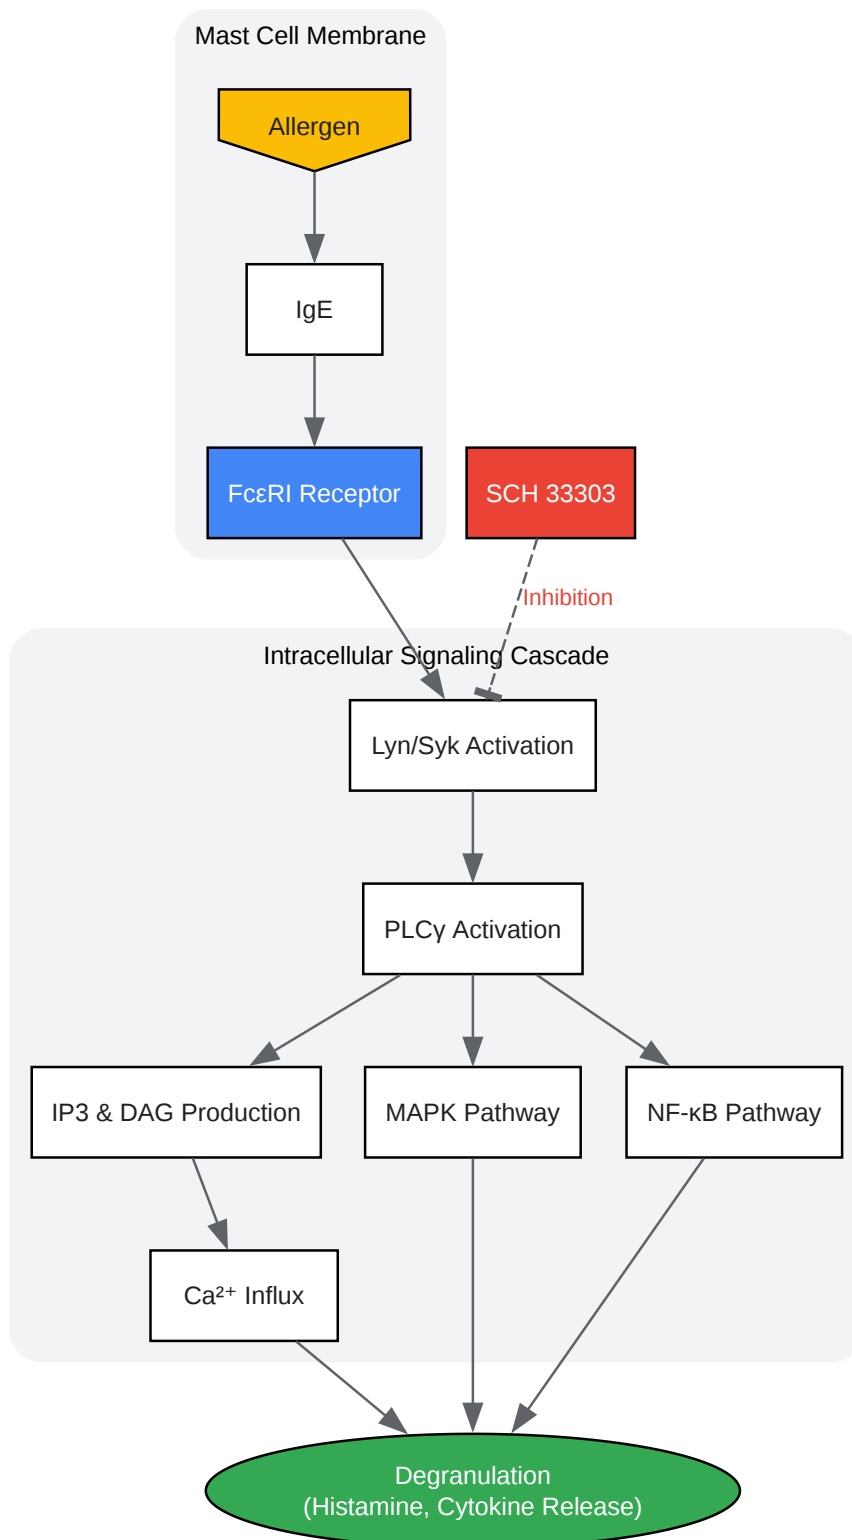 Mast Cell Membrane
Allergen
IgE
FcεRI Receptor
SCH 33303
Inhibition
Intracellular Signaling Cascade
Lyn/Syk Activation
PLCγ Activation
IP3 & DAG Production
MAPK Pathway
NF-κB Pathway
Ca²⁺ Influx
Degranulation
(Histamine, Cytokine Release)